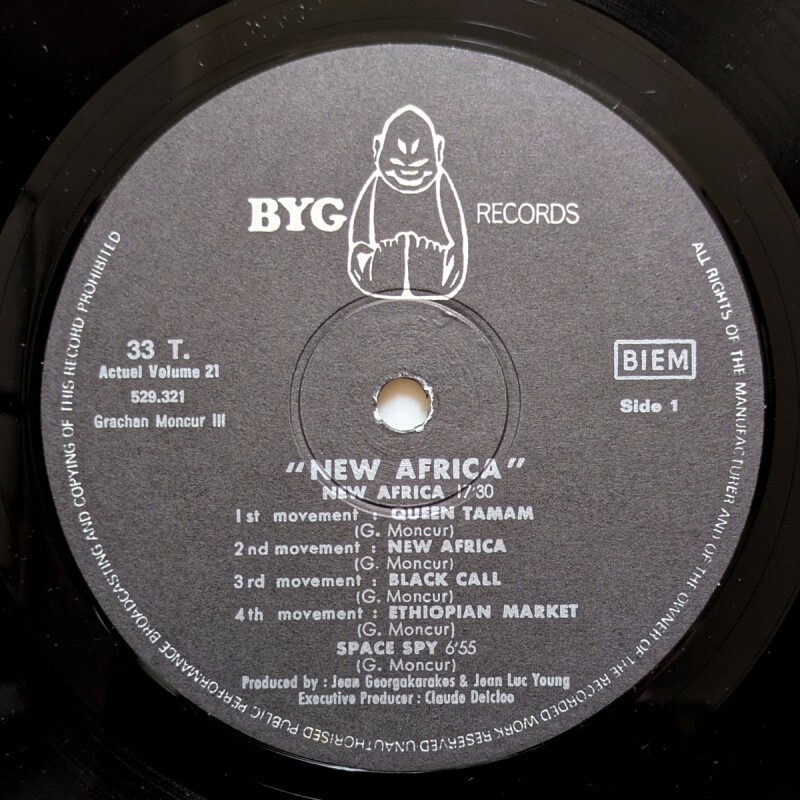 BYG RECORDS
33 T.
Actuel Volume 21
529.321
Grachan Moncur III
BIEM
Side 1
"NEW AFRICA"
NEW AFRICA 17'30
1st movement : QUEEN TAMAM
(G. Moncur)
2nd movement : NEW AFRICA
(G. Moncur)
3rd movement : BLACK CALL
(G. Moncur)
4th movement : ETHIOPIAN MARKET
(G. Moncur)
SPACE SPY 6'55
(G. Moncur)
Produced by : Jean Georgakarakos & Jean Luc Young
Executive Producer : Claude Delcloo
ALL RIGHTS OF THE MANUFACTURER AND OF THE OWNER OF THE RECORDED WORK RESERVED UNAUTHORISED PUBLIC PERFORMANCE BROADCASTING AND COPYING OF THIS RECORD PROHIBITED